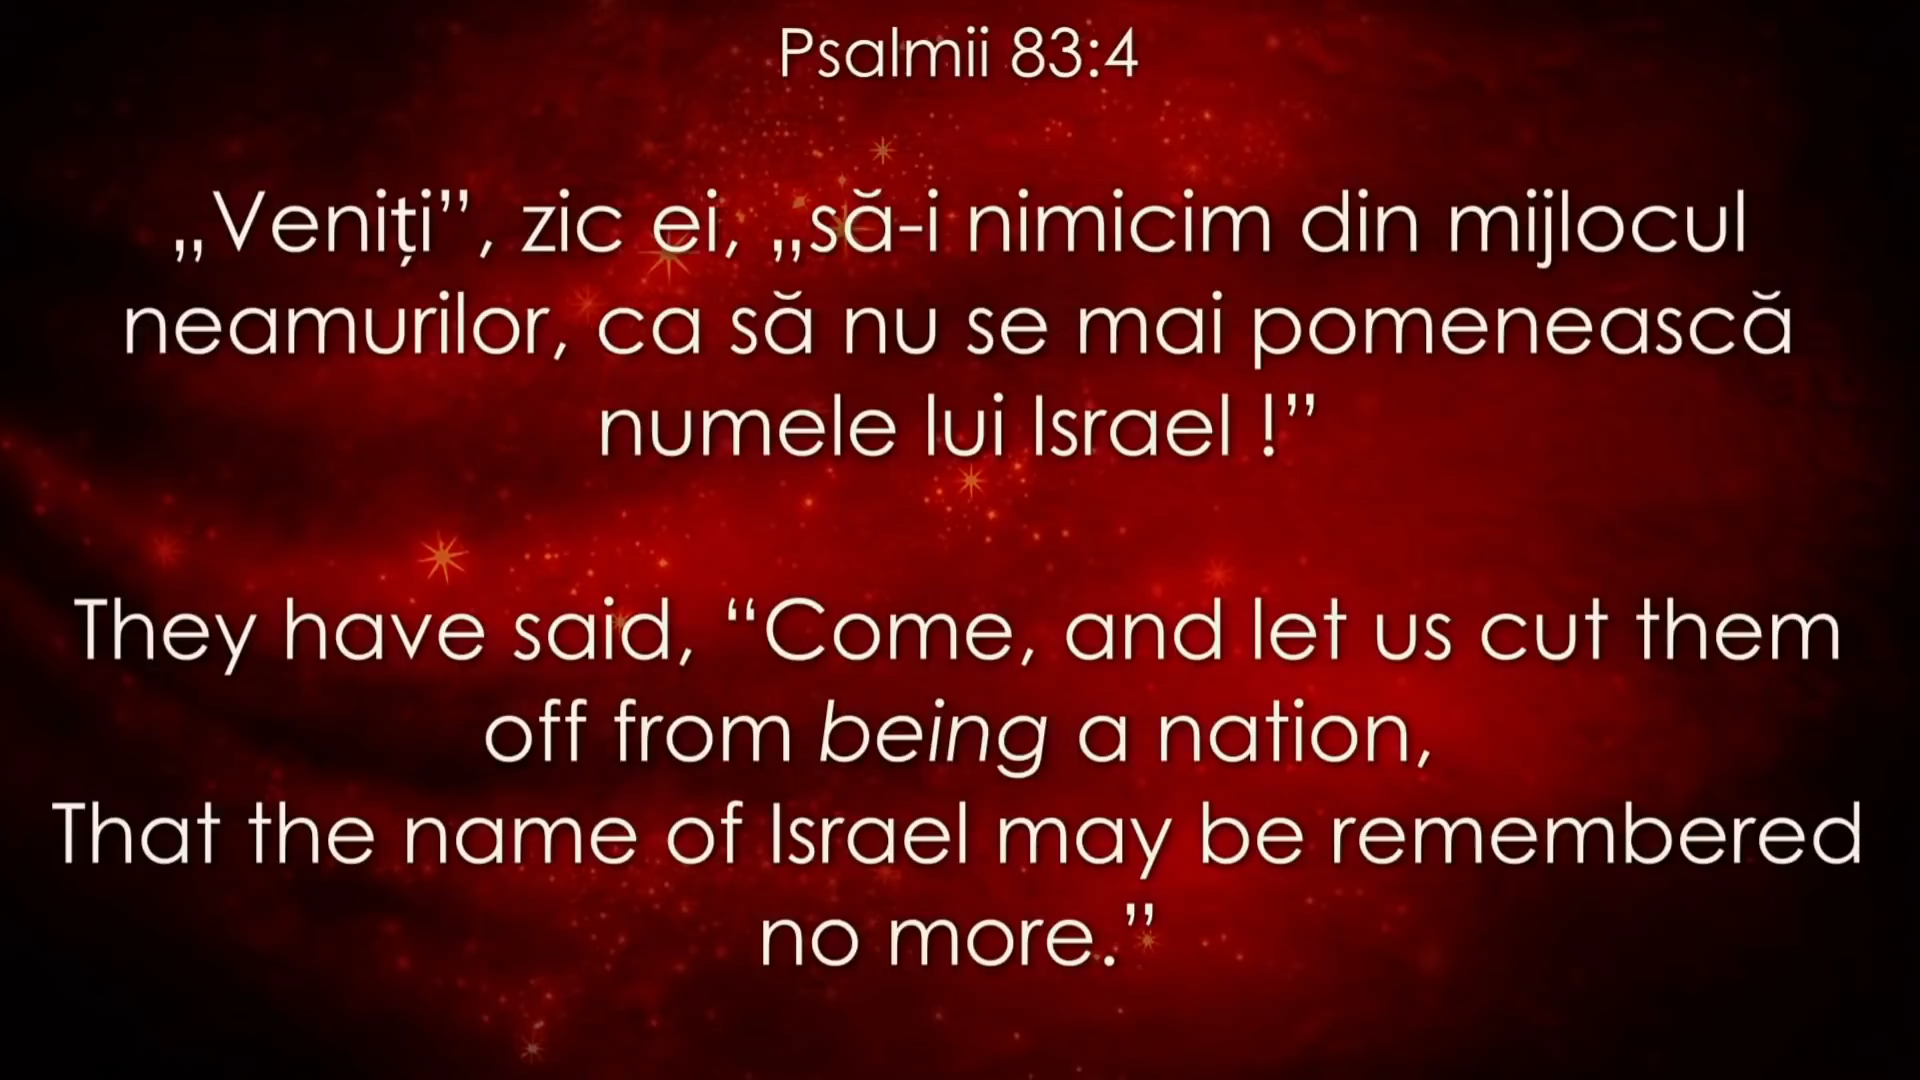 Psalmii 83:4
„Veniți”, zic ei, „să-i nimicim din mijlocul
neamurilor, ca să nu se mai pomenească
numele lui Israel !”
They have said, “Come, and let us cut them
off from being a nation,
That the name of Israel may be remembered
no more.”